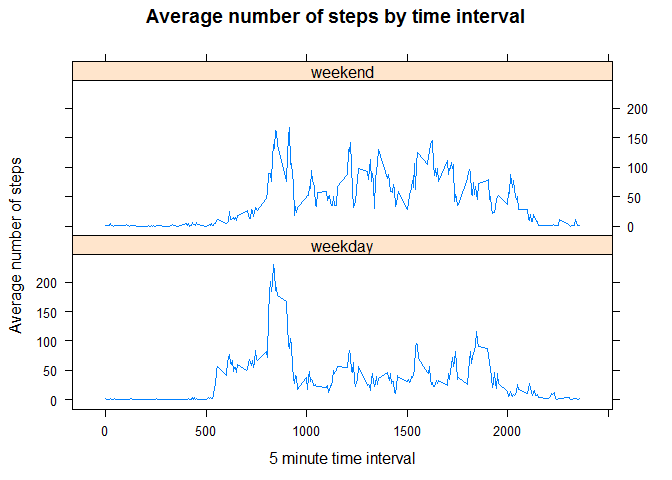 Average number of steps by time interval
weekend
200
150
100
50
0
weekday
200
150
100
50
0
Average number of steps
0 500 1000 1500 2000
5 minute time interval